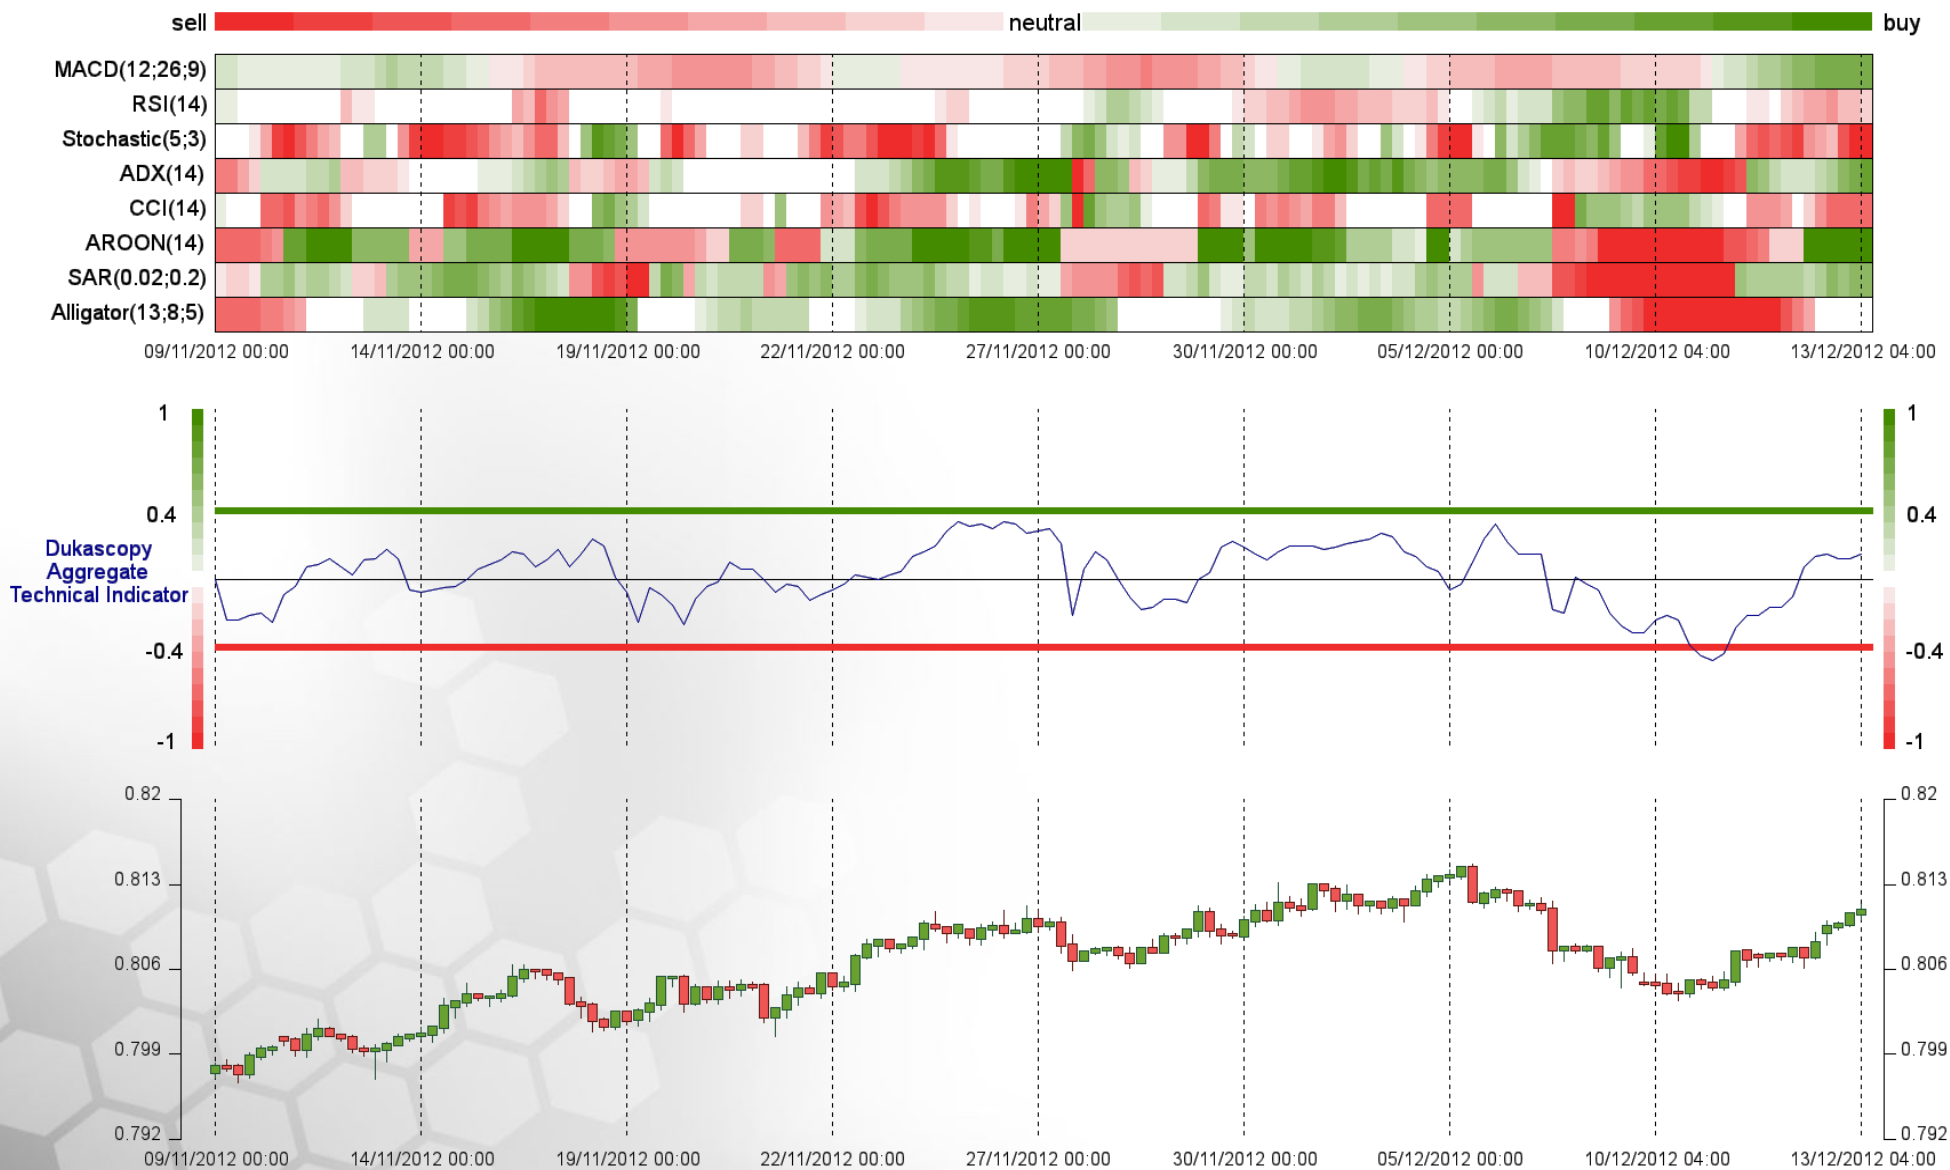 sell neutral buy
MACD(12;26;9)
RSI(14)
Stochastic(5;3)
ADX(14)
CCI(14)
AROON(14)
SAR(0.02;0.2)
Alligator(13;8;5)
09/11/2012 00:00 14/11/2012 00:00 19/11/2012 00:00 22/11/2012 00:00 27/11/2012 00:00 30/11/2012 00:00 05/12/2012 00:00 10/12/2012 04:00 13/12/2012 04:00
1 1
0.4 0.4
Dukascopy
Aggregate
Technical Indicator
-0.4 -0.4
-1 -1
0.82 0.82
0.813 0.813
0.806 0.806
0.799 0.799
0.792 0.792
09/11/2012 00:00 14/11/2012 00:00 19/11/2012 00:00 22/11/2012 00:00 27/11/2012 00:00 30/11/2012 00:00 05/12/2012 00:00 10/12/2012 04:00 13/12/2012 04:00